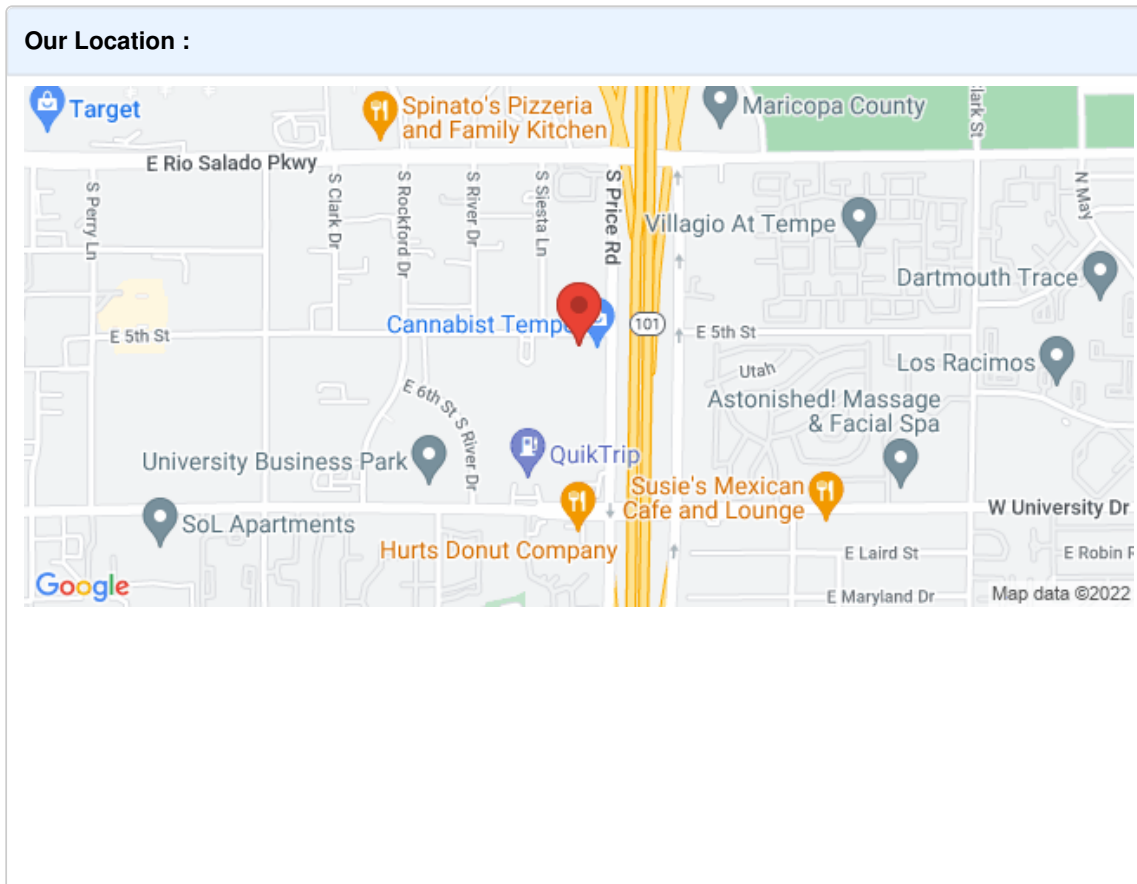 Our Location :
Target
Spinato's Pizzeria
and Family Kitchen
Maricopa County
E Rio Salado Pkwy
S Perry Ln
S Clark Dr
S Rockford Dr
S River Dr
S Siesta Ln
S Price Rd
lark St
N May
Villagio At Tempe
Dartmouth Trace
Cannabist Tempe
101
E 5th St
E 5th St
Utah
Los Racimos
Astonished! Massage
& Facial Spa
E 6th St
S River Dr
University Business Park
QuikTrip
Susie's Mexican
Cafe and Lounge
W University Dr
SoL Apartments
Hurts Donut Company
E Laird St
E Robin
E Maryland Dr
Google
Map data ©2022